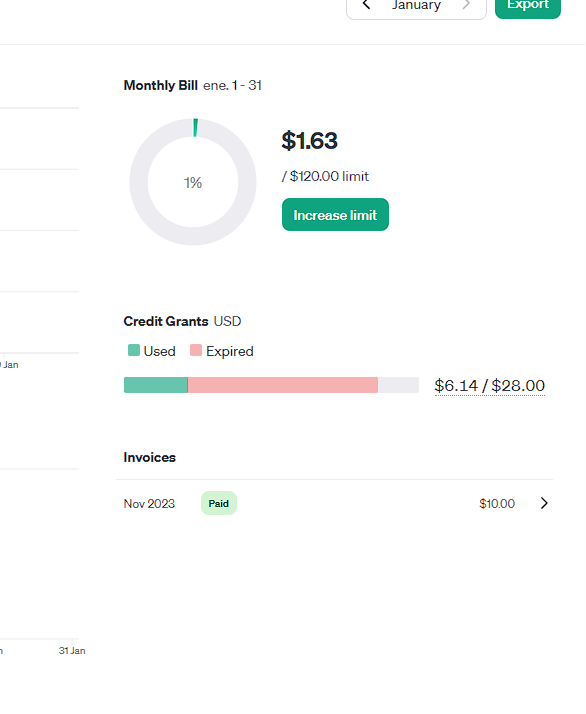 January
Export
Monthly Bill ene. 1 - 31
1%
$1.63
/ $120.00 limit
Increase limit
Credit Grants USD
Used
Expired
$6.14 / $28.00
Jan
Invoices
Nov 2023
Paid
$10.00
31 Jan